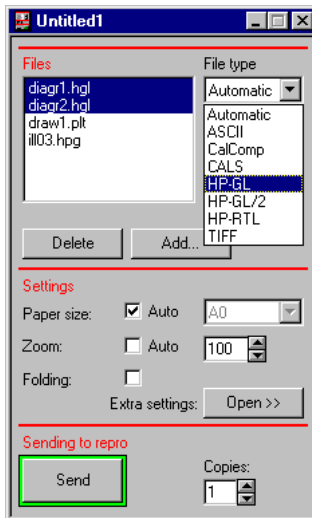 Untitled1
Files
File type
diagr1.hgl
diagr2.hgl
draw1.plt
ill03.hpg
Automatic
Automatic
ASCII
CalComp
CALS
HP-GL
HP-GL/2
HP-RTL
TIFF
Delete
Add...
Settings
Paper size: Auto A0
Zoom: Auto 100
Folding:
Extra settings: Open >>
Sending to repro
Send
Copies:
1